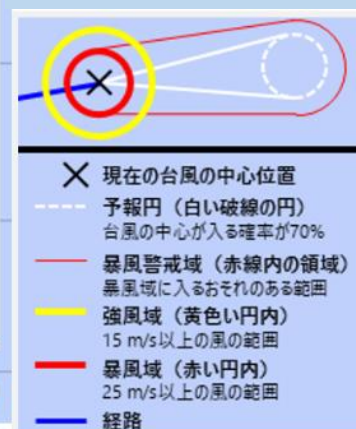 現在の台風の中心位置
予報円（白い破線の円）
台風の中心が入る確率が70%
暴風警戒域（赤線内の領域）
暴風域に入るおそれのある範囲
強風域（黄色い円内）
15 m/s以上の風の範囲
暴風域（赤い円内）
25 m/s以上の風の範囲
経路